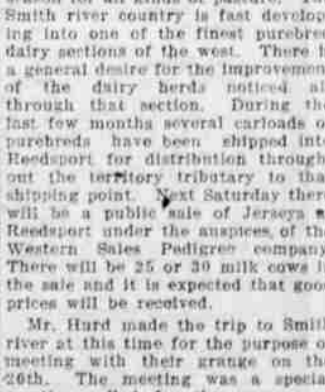 Smith river country is fast develop-
ing into one of the finest purebred
dairy sections of the west. There i
a general desire for the improvemen
of the dairy herds noticed al
through that section. During th
last few months several carloads o
purebreds have been shipped int
Reedsport for distribution through
out the territory tributary to tha
shipping point. Next Saturday ther
will be a public sale of Jerseys a
Reedsport under the auspices of the
Western Sales Pedigree company
There will be 25 or 30 milk cows i
the sale and it is expected that goo
prices will be received.
Mr. Hurd made the trip to Smith
river at this time for the purpose o
meeting with their grange on the
26th. The meeting was a specia